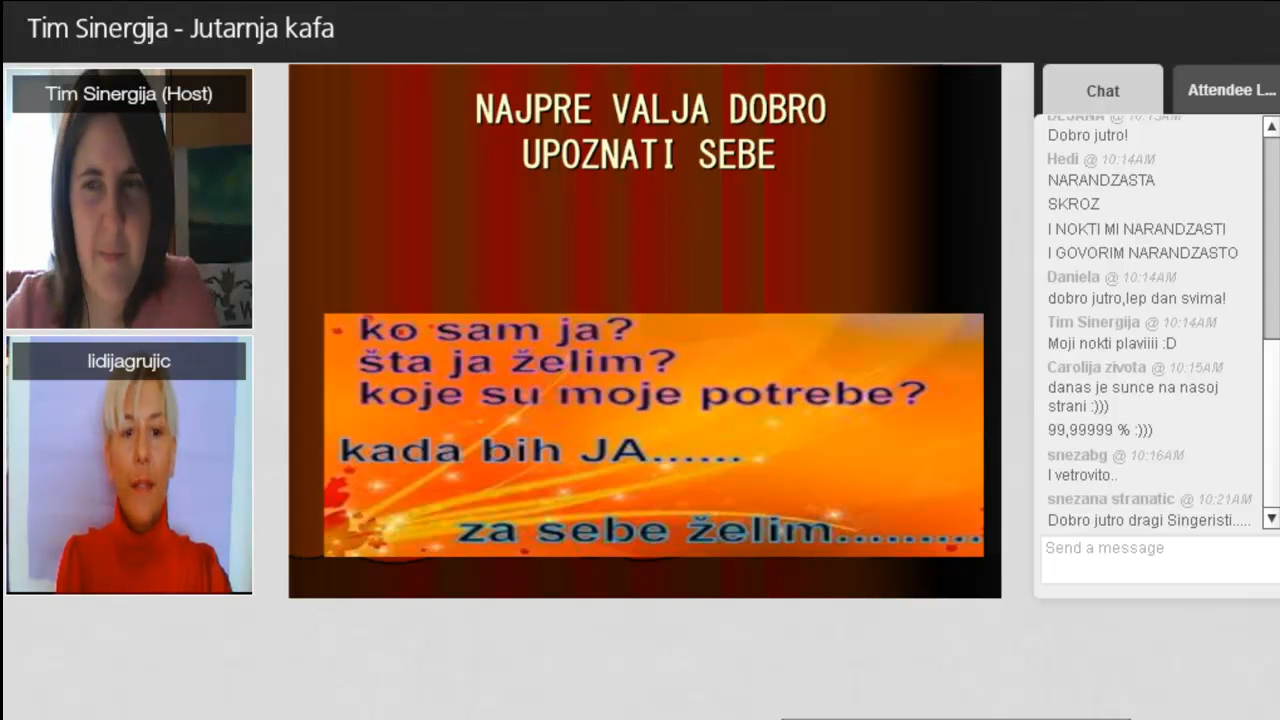 Tim Sinergija - Jutarnja kafa
Tim Sinergija (Host)
lidijagrujic
NAJPRE VALJA DOBRO
UPOZNATI SEBE
ko sam ja?
šta ja želim?
koje su moje potrebe?
kada bih JA......
za sebe želim..........
Chat
Attendee L...
DEJANA @ 10:13AM
Dobro jutro!
Hedi @ 10:14AM
NARANDZASTA
SKROZ
I NOKTI MI NARANDZASTI
I GOVORIM NARANDZASTO
Daniela @ 10:14AM
dobro jutro,lep dan svima!
Tim Sinergija @ 10:14AM
Moji nokti plaviiii :D
Carolija zivota @ 10:15AM
danas je sunce na nasoj
strani :)))
99,99999 % :)))
snezabg @ 10:16AM
I vetrovito..
snezana stranatic @ 10:21AM
Dobro jutro dragi Singeristi.....
Send a message